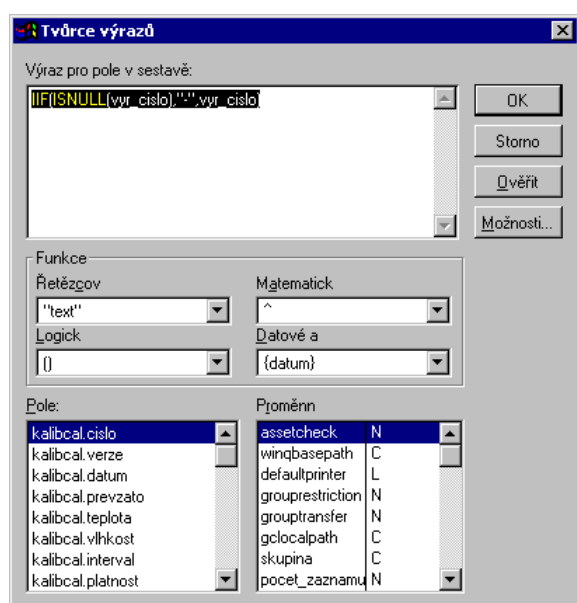 Tvůrce výrazů
Výraz pro pole v sestavě:
IIF(ISNULL(vyr_cislo),"-",vyr_cislo)
OK
Storno
Ověřit
Možnosti...
Funkce
Řetězcov
Matematick
"text"
^
Logick
Datové a
()
{datum}
Pole:
Proměnn
kalibcal.cislo
kalibcal.verze
kalibcal.datum
kalibcal.prevzato
kalibcal.teplota
kalibcal.vlhkost
kalibcal.interval
kalibcal.platnost
assetcheck N
winqbasepath C
defaultprinter L
grouprestriction N
grouptransfer N
gclocalpath C
skupina C
pocet_zaznamu N